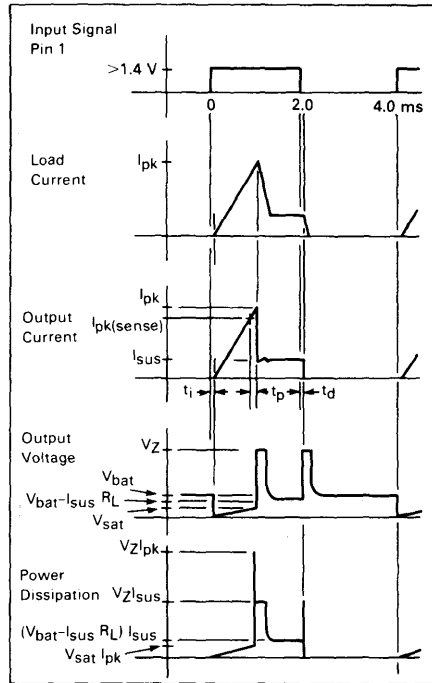 Input Signal
Pin 1
>1.4 V
0
2.0
4.0 ms
Load
Current
Ipk
Output
Current
Ipk
Ipk(sense)
Isus
ti
tp
td
Output
Voltage
VZ
Vbat
Vbat-Isus RL
Vsat
Power
Dissipation
VZIpk
VZIsus
(Vbat-Isus RL) Isus
Vsat Ipk